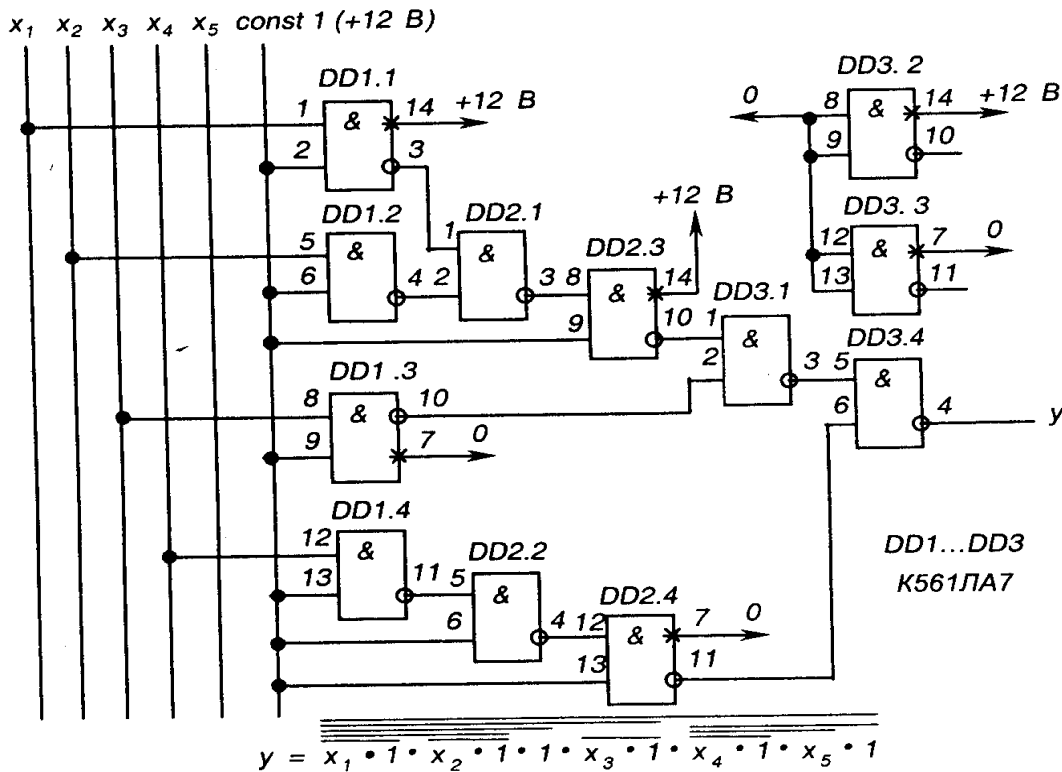 x1 x2 x3 x4 x5 const 1 (+12 В)
DD1.1
1 & 14 +12 В
2 3
DD3.2
0 8 & 14 +12 В
9 10
DD1.2
5 &
6 4
DD2.1
1 &
2 3
+12 В
DD2.3
8 & 14
9 10
DD3.3
12 & 7 0
13 11
DD3.1
1 &
2 3
DD3.4
5 &
6 4 y
DD1.3
8 & 10
9 7 0
DD1.4
12 &
13 11
DD2.2
5 &
6 4
DD2.4
12 & 7 0
13 11
DD1...DD3
К561ЛА7
y = x1 • 1 • x2 • 1 • 1 • x3 • 1 • x4 • 1 • x5 • 1